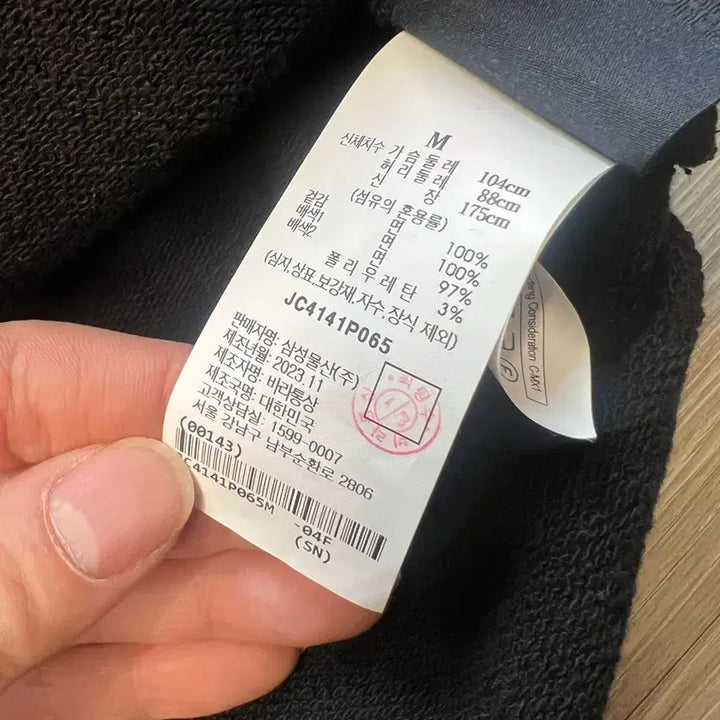 M
신체치수 가슴둘레 104cm
허리둘레 88cm
신 장 175cm
(섬유의 혼용률)
겉감 면 100%
배색1 면 100%
배색2 면 97%
폴리우레탄 3%
(심지,상표,보강재,자수,장식 제외)
JC4141P065
판매자명: 삼성물산(주)
제조년월: 2023.11
제조자명: 바리통상
제조국명: 대한민국
고객상담실: 1599-0007
서울 강남구 남부순환로 2806
(00143)
C4141P065M -04F
(SN)
Consideration C-MX1
F